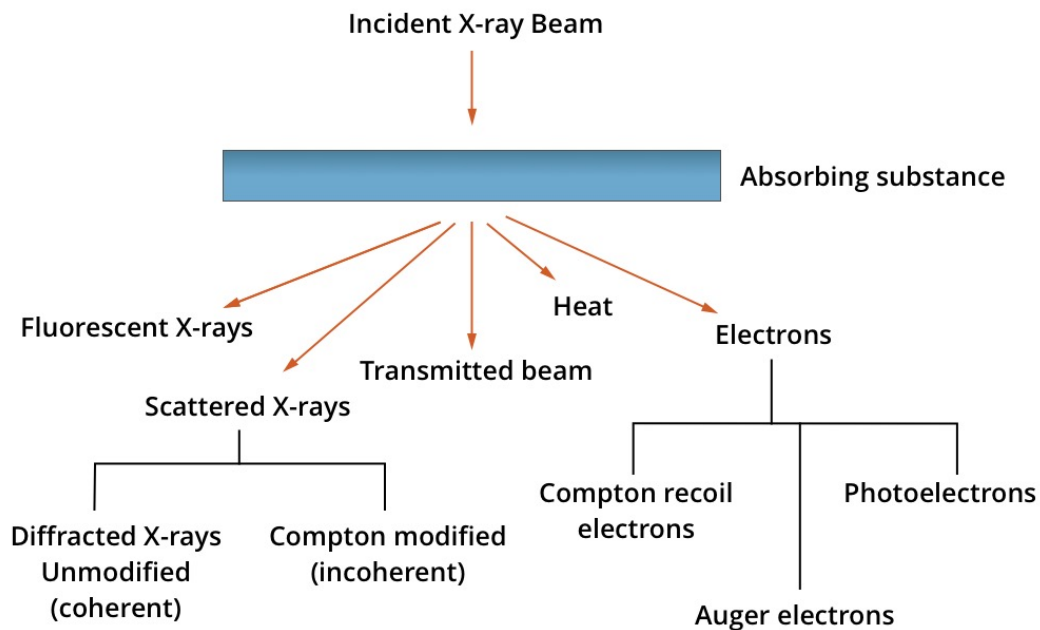 Incident X-ray Beam
Absorbing substance
Heat
Fluorescent X-rays
Electrons
Transmitted beam
Scattered X-rays
Compton recoil
electrons
Photoelectrons
Diffracted X-rays
Unmodified
(coherent)
Compton modified
(incoherent)
Auger electrons